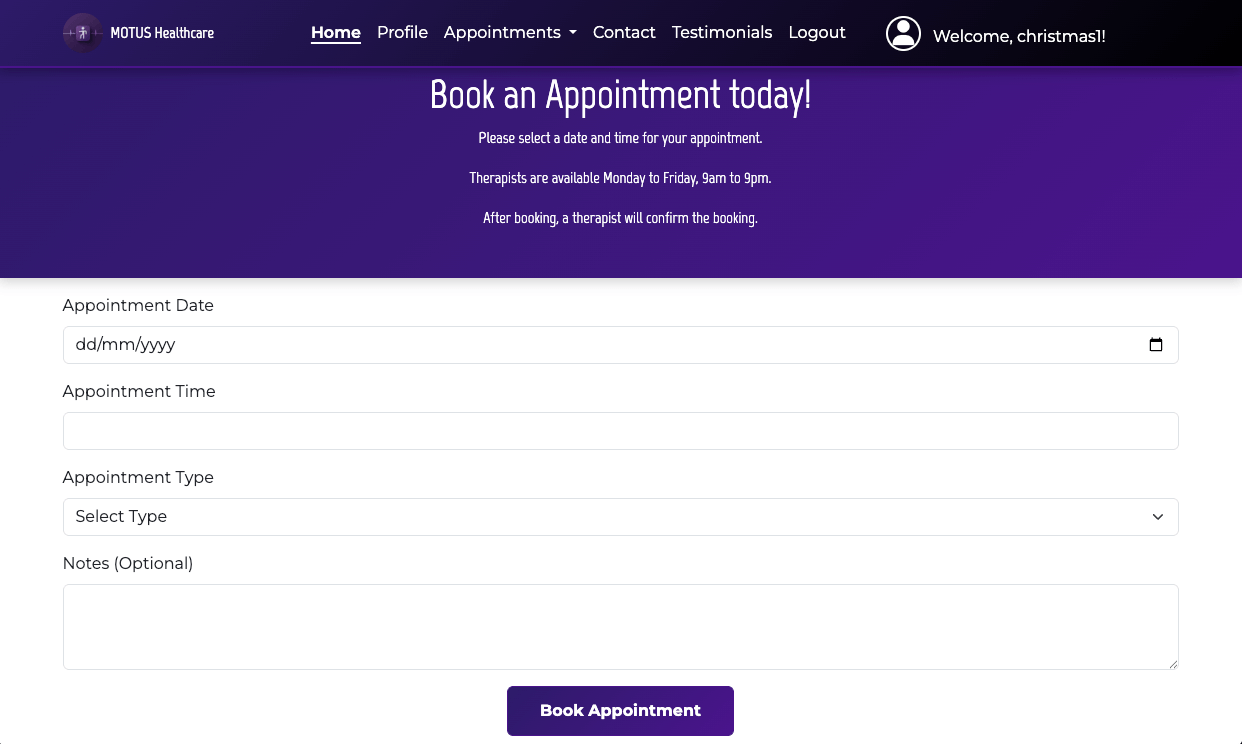 MOTUS Healthcare
Home Profile Appointments Contact Testimonials Logout
Welcome, christmas1!
Book an Appointment today!
Please select a date and time for your appointment.
Therapists are available Monday to Friday, 9am to 9pm.
After booking, a therapist will confirm the booking.
Appointment Date
dd/mm/yyyy
Appointment Time
Appointment Type
Select Type
Notes (Optional)
Book Appointment